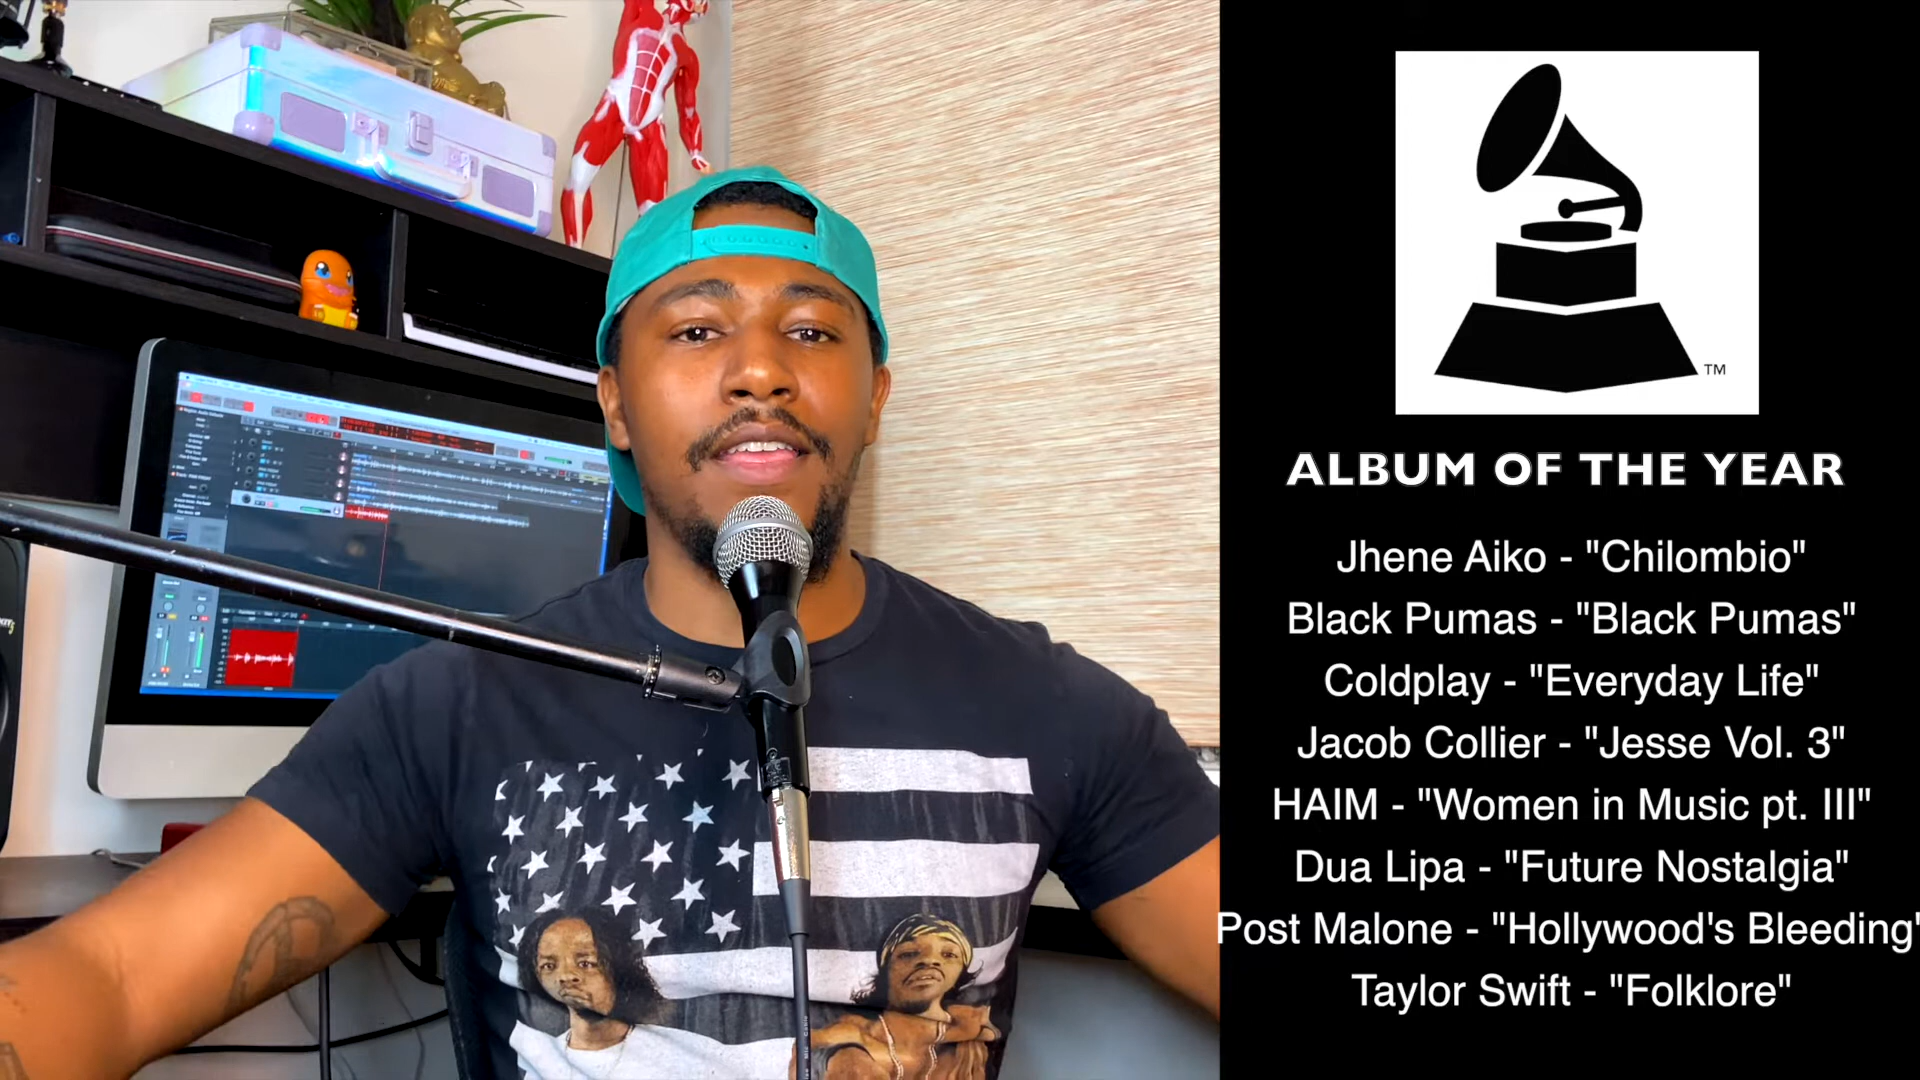 TM
ALBUM OF THE YEAR
Jhene Aiko - "Chilombio"
Black Pumas - "Black Pumas"
Coldplay - "Everyday Life"
Jacob Collier - "Jesse Vol. 3"
HAIM - "Women in Music pt. III"
Dua Lipa - "Future Nostalgia"
Post Malone - "Hollywood's Bleeding"
Taylor Swift - "Folklore"